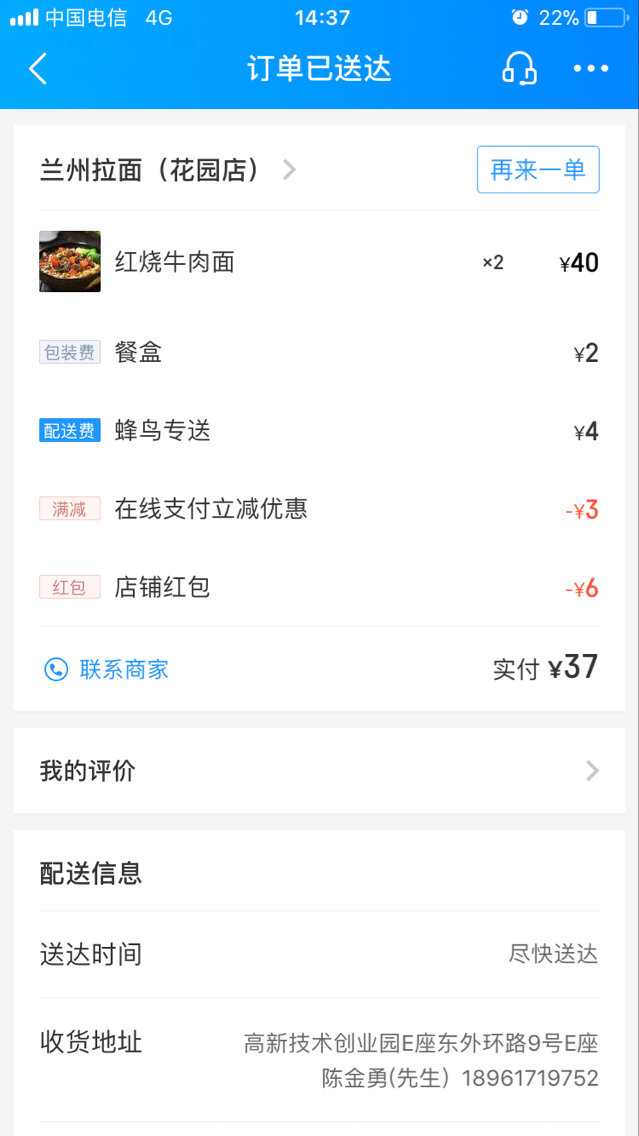 中国电信 4G 14:37 22%
订单已送达
兰州拉面（花园店） 再来一单
红烧牛肉面 ×2 ¥40
包装费 餐盒 ¥2
配送费 蜂鸟专送 ¥4
满减 在线支付立减优惠 -¥3
红包 店铺红包 -¥6
联系商家 实付 ¥37
我的评价
配送信息
送达时间 尽快送达
收货地址 高新技术创业园E座东外环路9号E座
陈金勇(先生) 18961719752